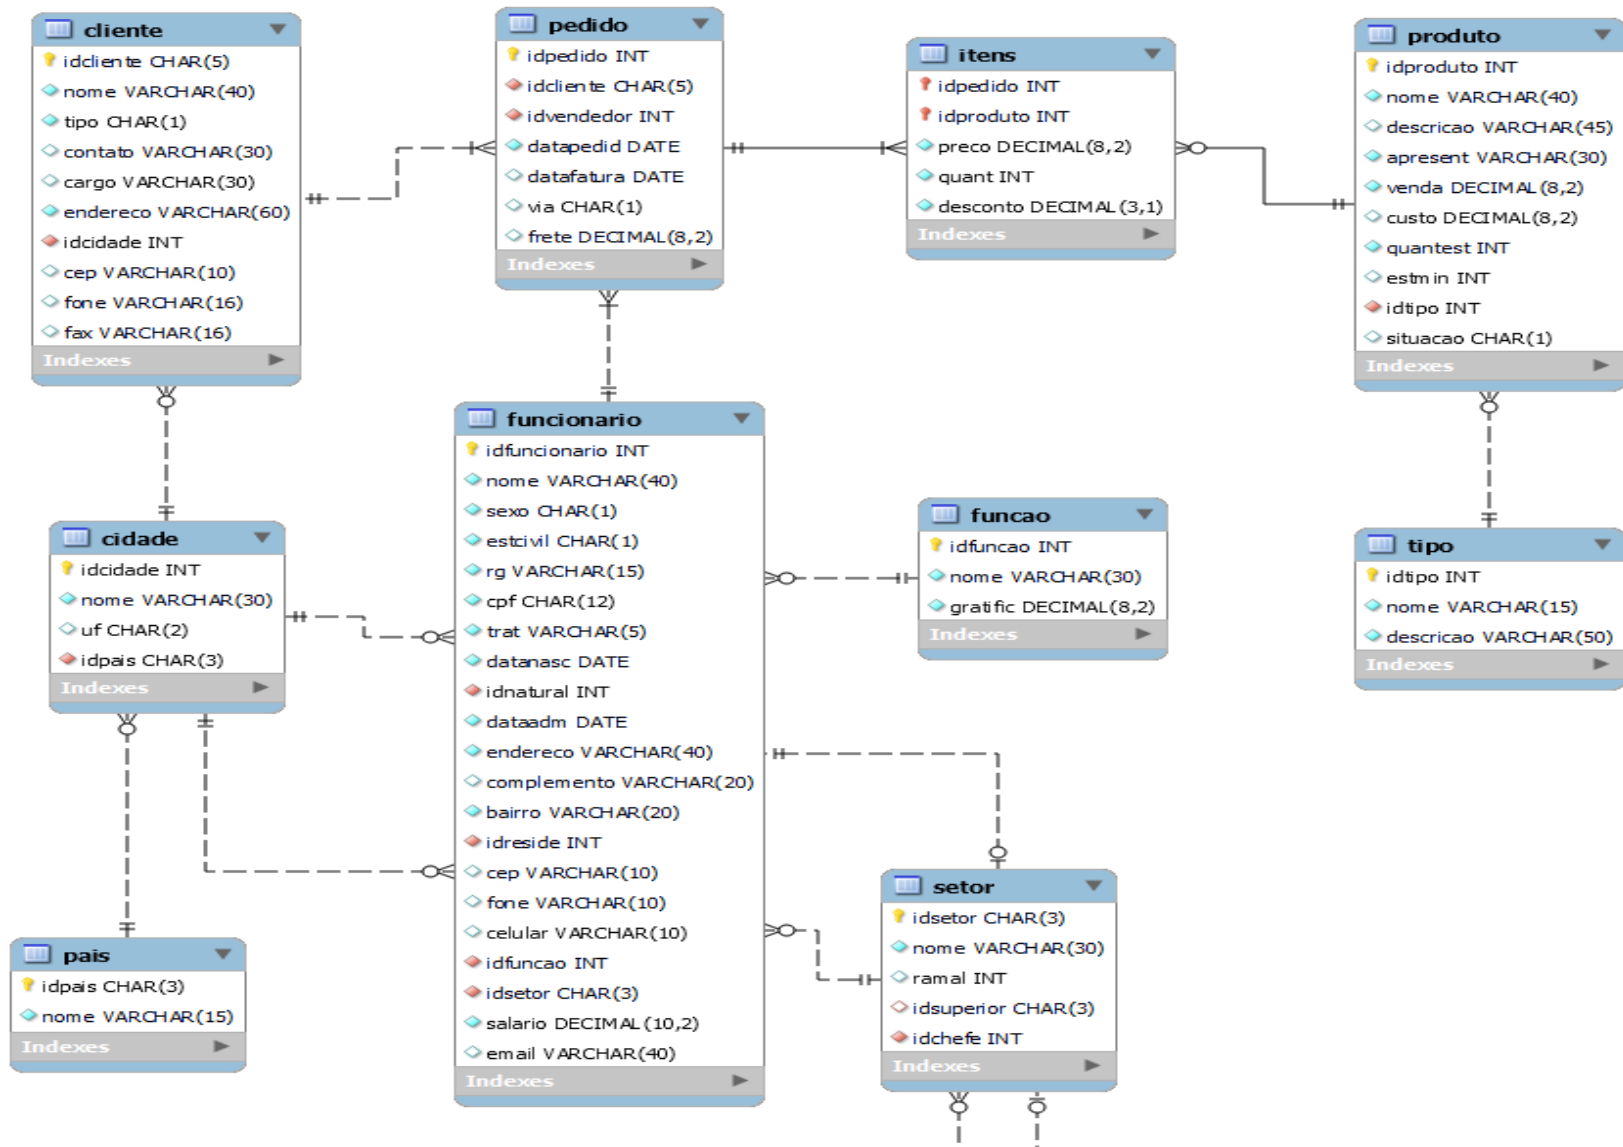 cliente
idcliente CHAR(5)
nome VARCHAR(40)
tipo CHAR(1)
contato VARCHAR(30)
cargo VARCHAR(30)
endereco VARCHAR(60)
idcidade INT
cep VARCHAR(10)
fone VARCHAR(16)
fax VARCHAR(16)
Indexes
pedido
idpedido INT
idcliente CHAR(5)
idvendedor INT
datapedid DATE
datafatura DATE
via CHAR(1)
frete DECIMAL(8,2)
Indexes
itens
idpedido INT
idproduto INT
preco DECIMAL(8,2)
quant INT
desconto DECIMAL(3,1)
Indexes
produto
idproduto INT
nome VARCHAR(40)
descricao VARCHAR(45)
apresent VARCHAR(30)
venda DECIMAL(8,2)
custo DECIMAL(8,2)
quantest INT
estmin INT
idtipo INT
situacao CHAR(1)
Indexes
cidade
idcidade INT
nome VARCHAR(30)
uf CHAR(2)
idpais CHAR(3)
Indexes
funcionario
idfuncionario INT
nome VARCHAR(40)
sexo CHAR(1)
estcivil CHAR(1)
rg VARCHAR(15)
cpf CHAR(12)
trat VARCHAR(5)
datanasc DATE
idnatural INT
dataadm DATE
endereco VARCHAR(40)
complemento VARCHAR(20)
bairro VARCHAR(20)
idreside INT
cep VARCHAR(10)
fone VARCHAR(10)
celular VARCHAR(10)
idfuncao INT
idsetor CHAR(3)
salario DECIMAL(10,2)
email VARCHAR(40)
Indexes
funcao
idfuncao INT
nome VARCHAR(30)
gratific DECIMAL(8,2)
Indexes
tipo
idtipo INT
nome VARCHAR(15)
descricao VARCHAR(50)
Indexes
pais
idpais CHAR(3)
nome VARCHAR(15)
Indexes
setor
idsetor CHAR(3)
nome VARCHAR(30)
ramal INT
idsuperior CHAR(3)
idchefe INT
Indexes